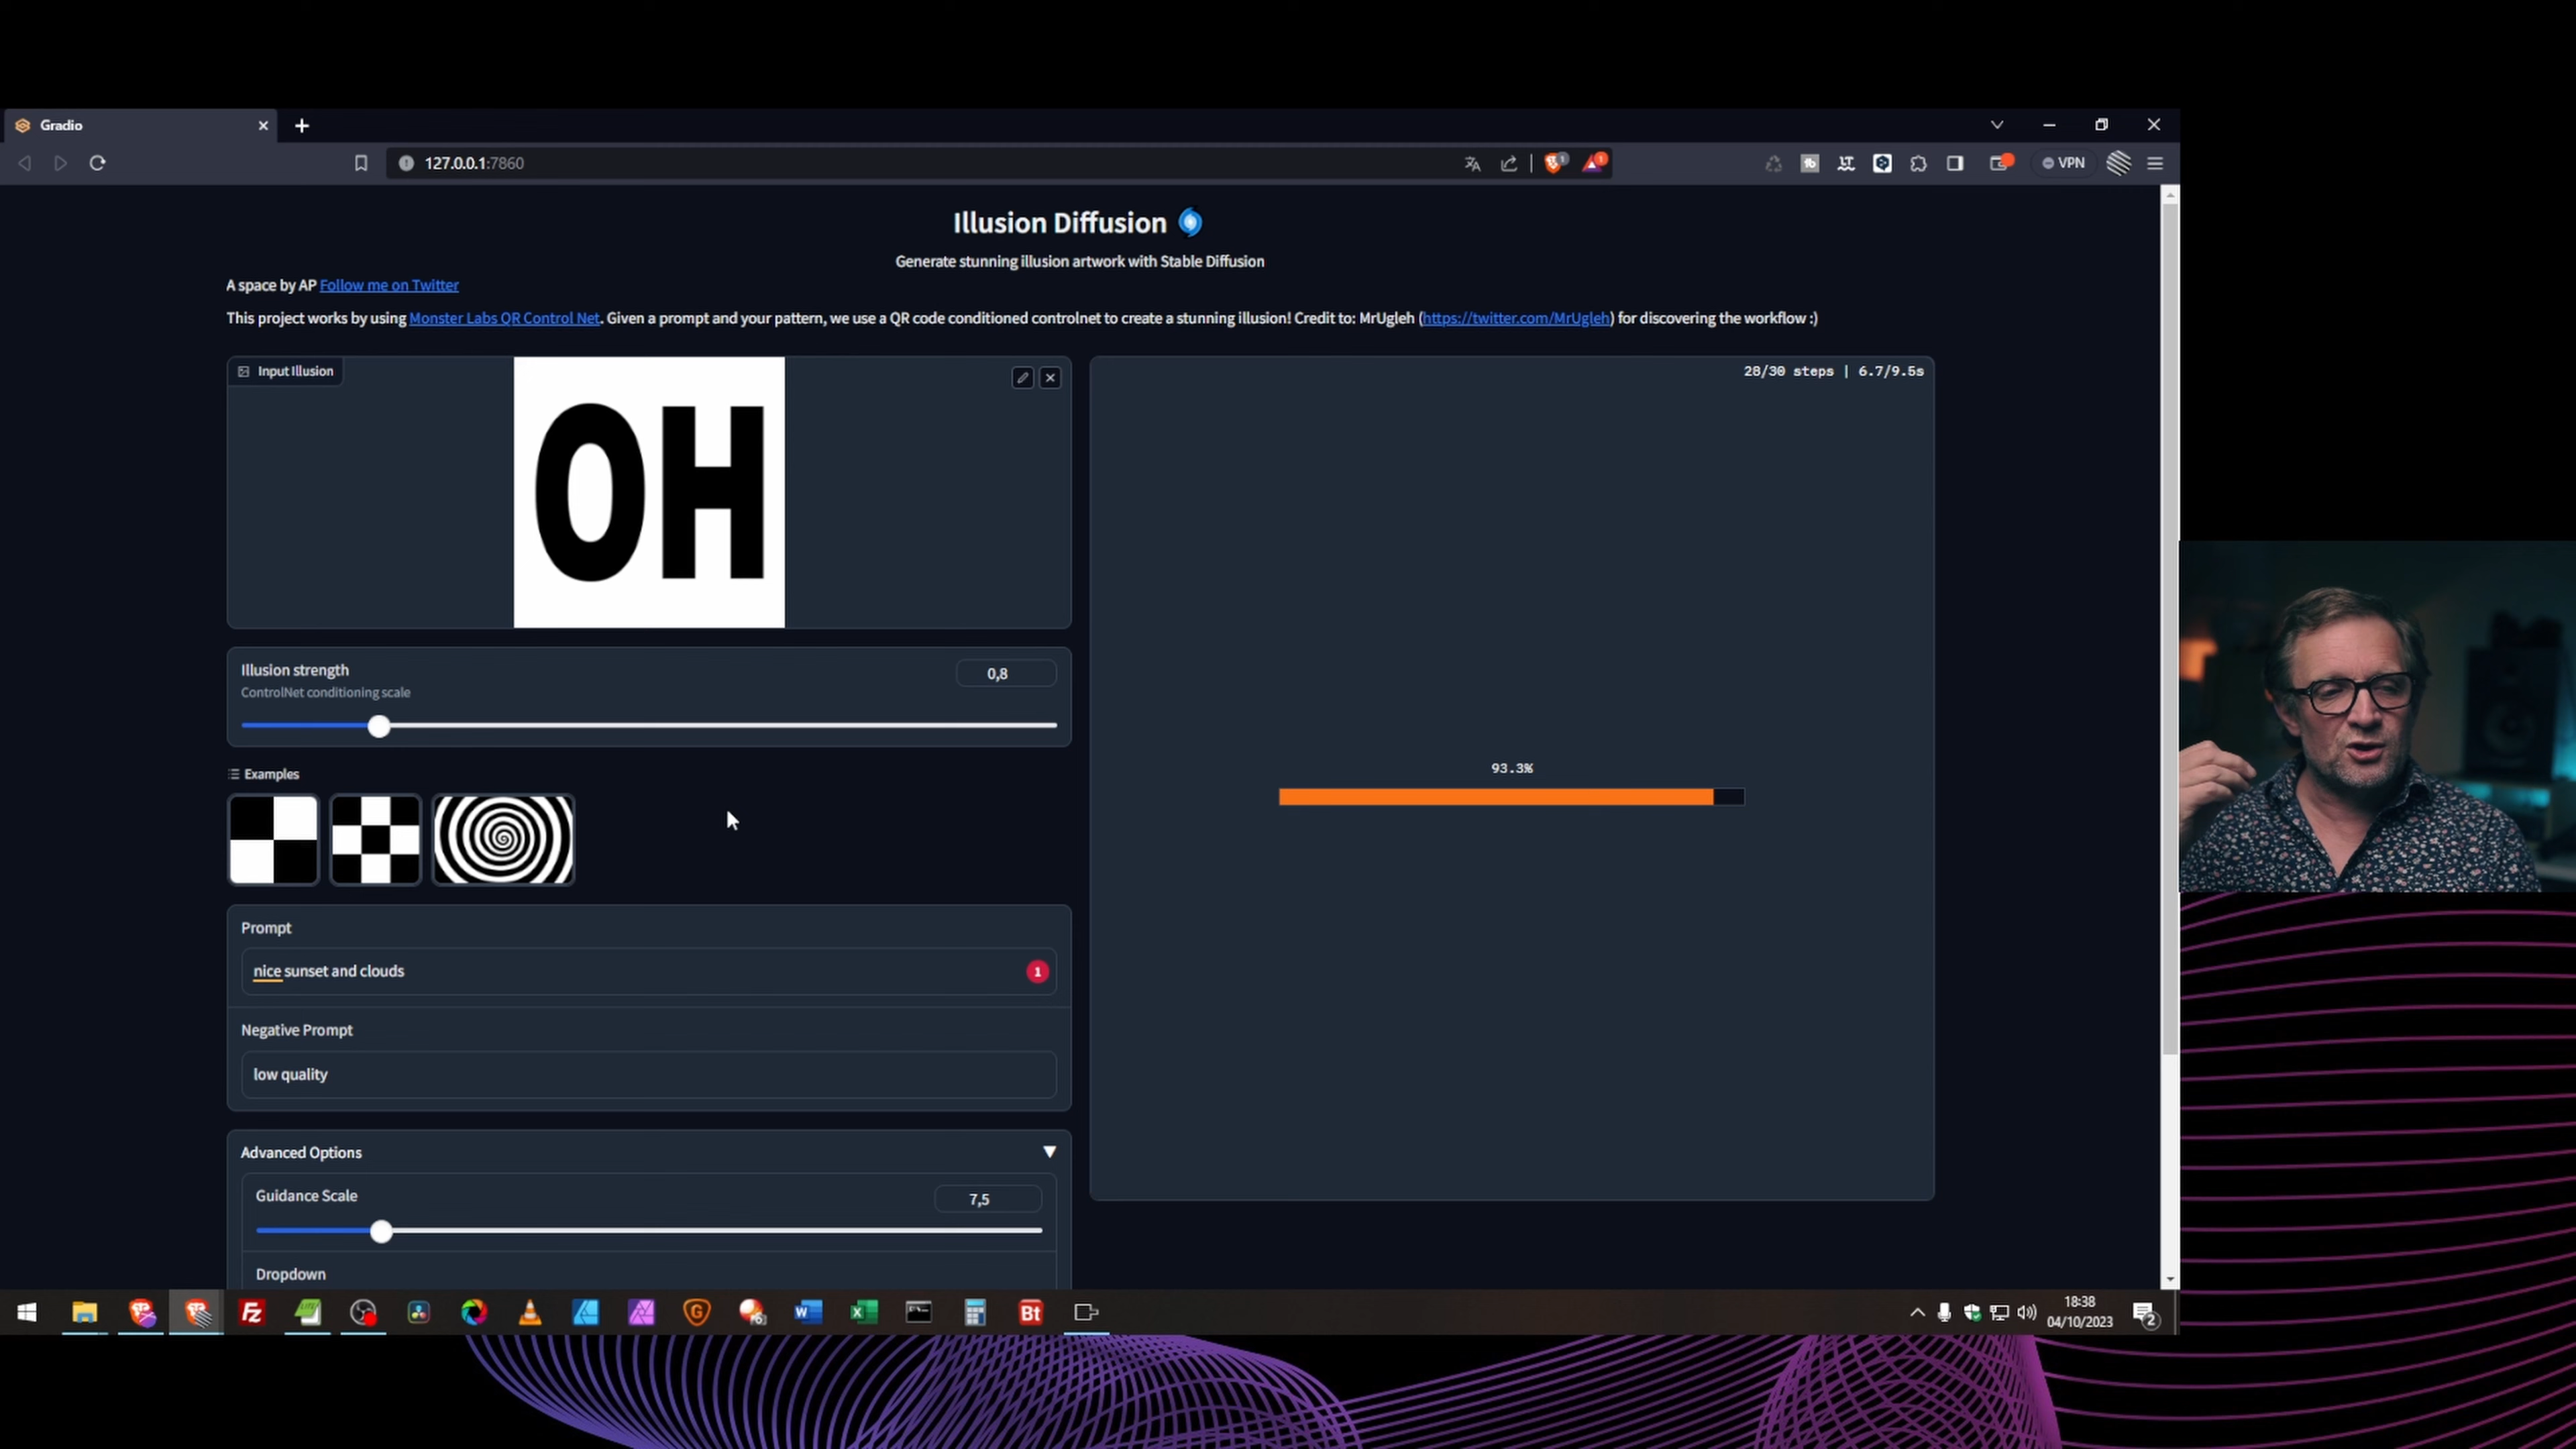 Gradio
127.0.0.1:7860
VPN
Illusion Diffusion
Generate stunning illusion artwork with Stable Diffusion
A space by AP Follow me on Twitter
This project works by using Monster Labs QR Control Net. Given a prompt and your pattern, we use a QR code conditioned controlnet to create a stunning illusion! Credit to: MrUgleh (https://twitter.com/MrUgleh) for discovering the workflow :)
Input Illusion
OH
28/30 steps | 6.7/9.5s
Illusion strength
0,8
ControlNet conditioning scale
93.3%
Examples
Prompt
nice sunset and clouds
1
Negative Prompt
low quality
Advanced Options
Guidance Scale
7,5
Dropdown
Fz
Bt
18:38
04/10/2023
2